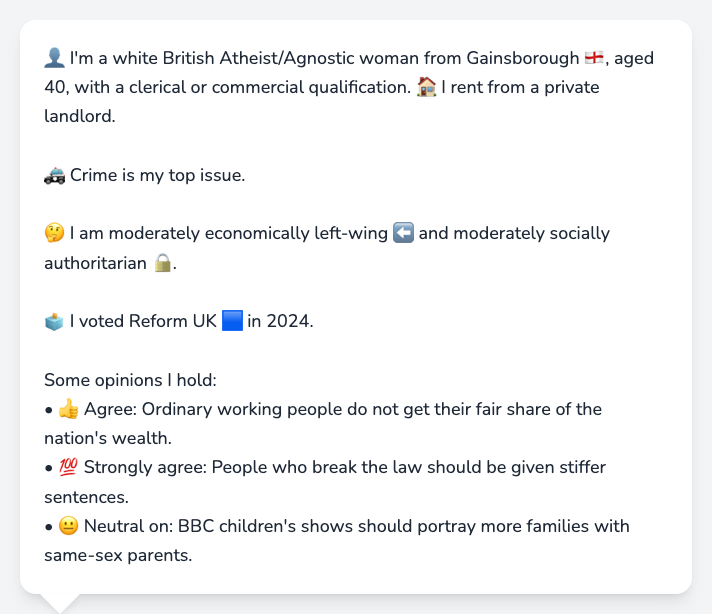 👤 I'm a white British Atheist/Agnostic woman from Gainsborough 🏴󠁧󠁢󠁥󠁮󠁧󠁿, aged
40, with a clerical or commercial qualification. 🏠 I rent from a private
landlord.
🚓 Crime is my top issue.
🤔 I am moderately economically left-wing ⬅️ and moderately socially
authoritarian 🔒.
🗳️ I voted Reform UK 🟦 in 2024.
Some opinions I hold:
• 👍 Agree: Ordinary working people do not get their fair share of the
nation's wealth.
• 💯 Strongly agree: People who break the law should be given stiffer
sentences.
• 😐 Neutral on: BBC children's shows should portray more families with
same-sex parents.